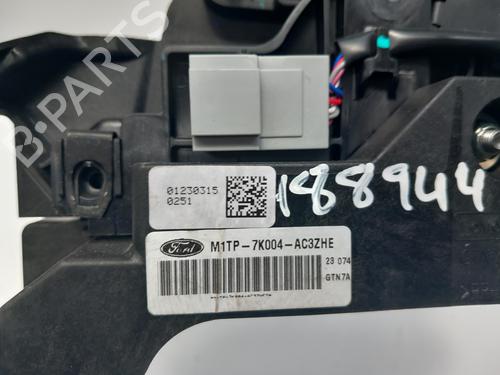 B-PARTS
01230315
0251
188944
Ford
M1TP-7K004-AC3ZHE
23 074
GTN7A